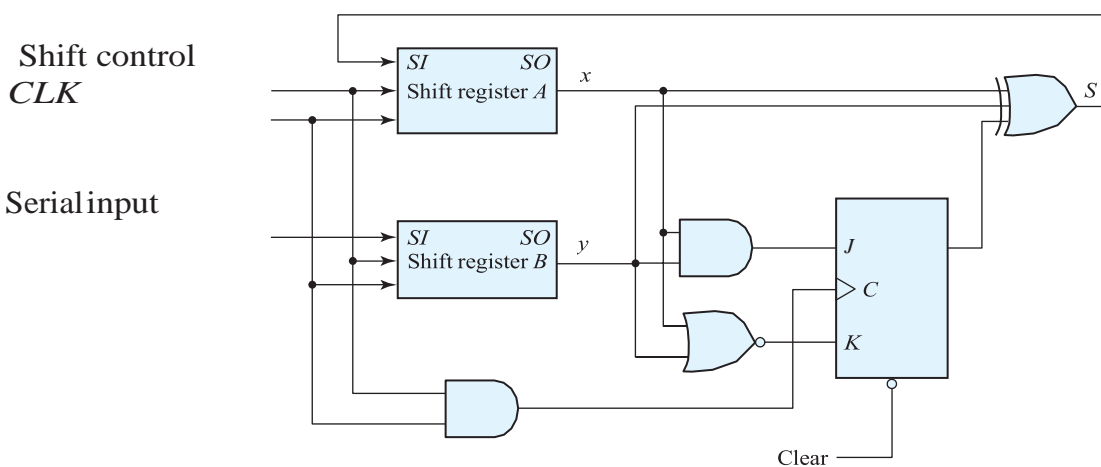 Shift control
CLK
Serial input
SI SO
Shift register A
x
S
SI SO
Shift register B
y
J
C
K
Clear